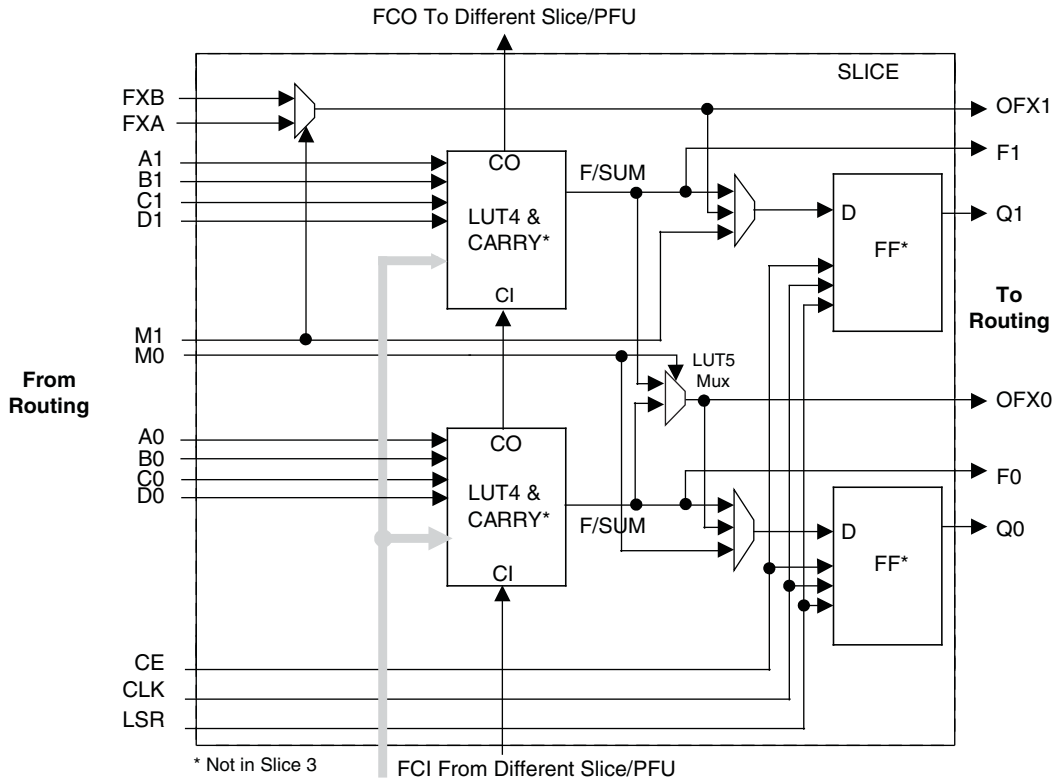 FCO To Different Slice/PFU
SLICE
FXB
FXA
OFX1
A1
B1
C1
D1
CO
F/SUM
F1
LUT4 &
CARRY*
D
FF*
Q1
CI
To
Routing
M1
M0
From
Routing
LUT5
Mux
OFX0
A0
B0
C0
D0
CO
LUT4 &
CARRY*
F/SUM
F0
D
FF*
Q0
CI
CE
CLK
LSR
* Not in Slice 3
FCI From Different Slice/PFU